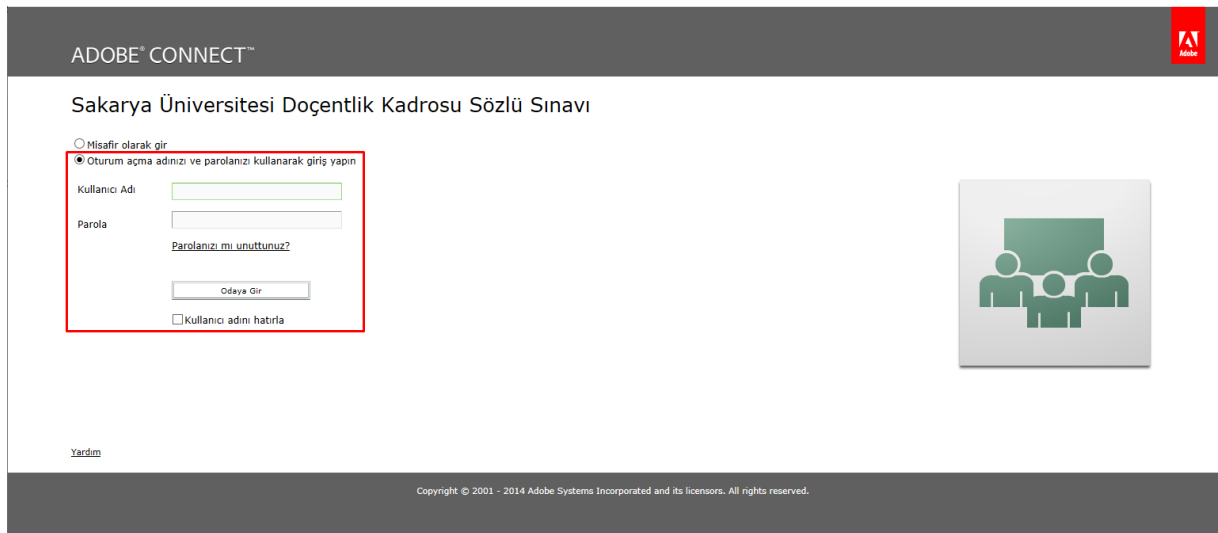 ADOBE® CONNECT™
Adobe
Sakarya Üniversitesi Doçentlik Kadrosu Sözlü Sınavı
Misafir olarak gir
Oturum açma adınızı ve parolanızı kullanarak giriş yapın
Kullanıcı Adı
Parola
Parolanızı mı unuttunuz?
Odaya Gir
Kullanıcı adını hatırla
Yardım
Copyright © 2001 - 2014 Adobe Systems Incorporated and its licensors. All rights reserved.